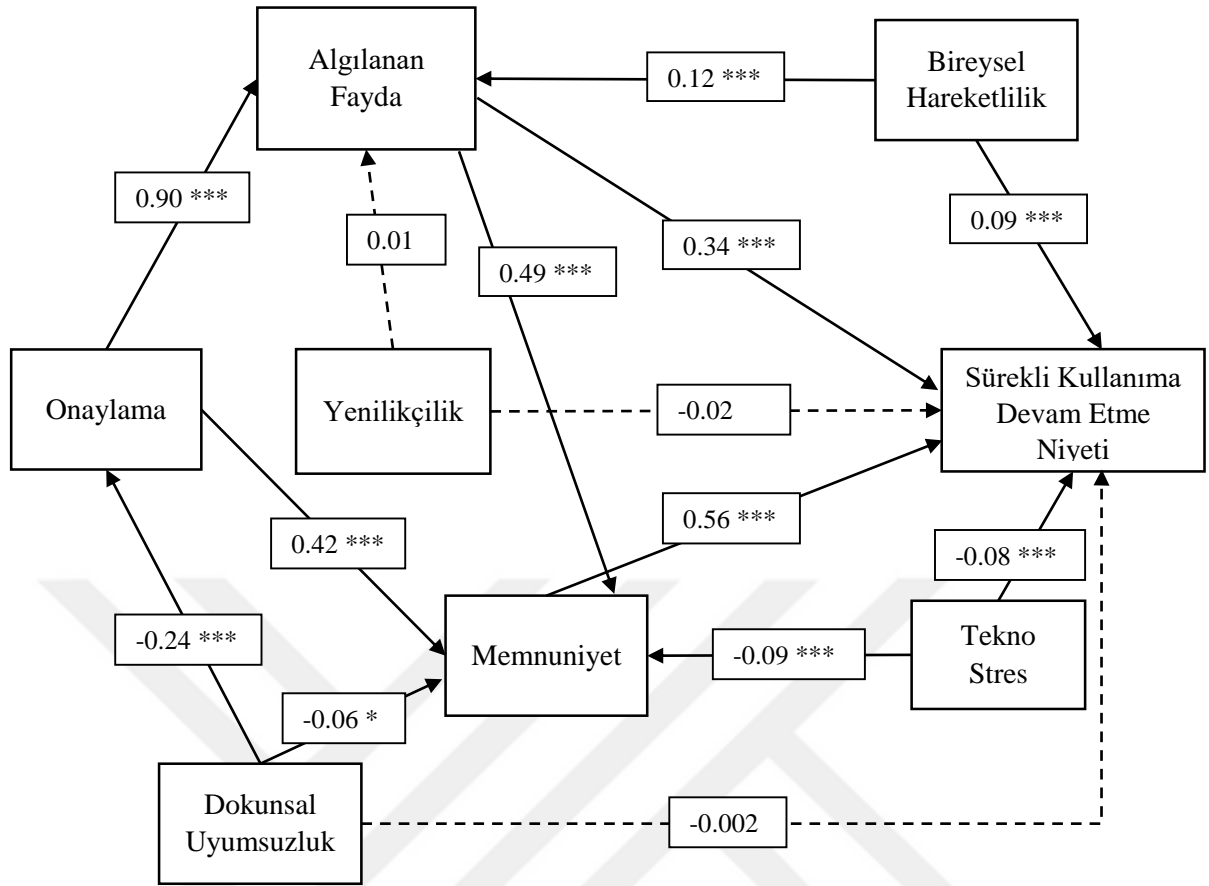 Algılanan
Fayda
Bireysel
Hareketlilik
0.12 ***
0.90 ***
0.01
0.49 ***
0.34 ***
0.09 ***
Onaylama
Yenilikçilik
-0.02
Sürekli Kullanıma
Devam Etme
Niyeti
0.42 ***
0.56 ***
-0.08 ***
-0.24 ***
Memnuniyet
-0.09 ***
Tekno
Stres
-0.06 *
Dokunsal
Uyumsuzluk
-0.002